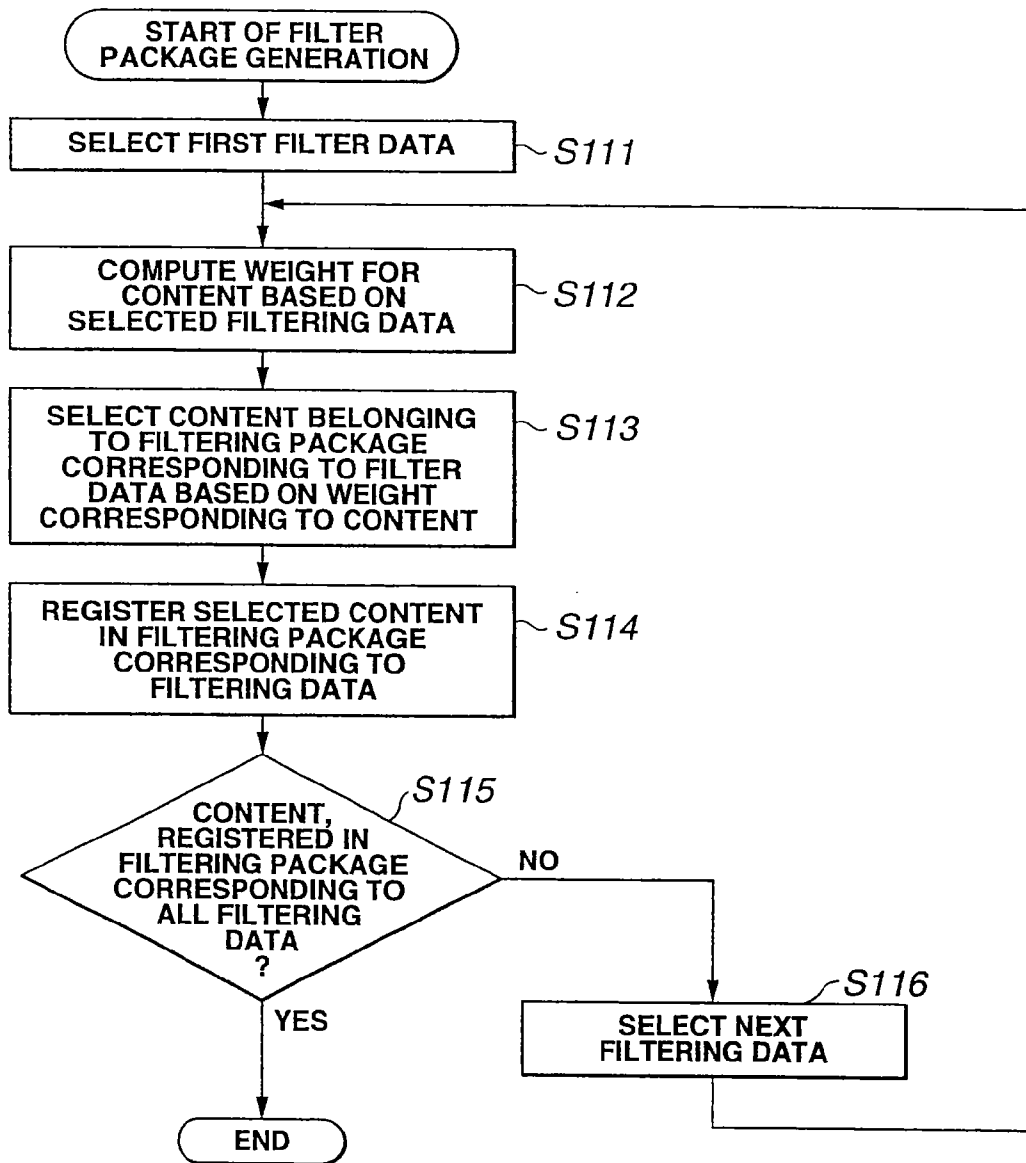 START OF FILTER
PACKAGE GENERATION
SELECT FIRST FILTER DATA
S111
COMPUTE WEIGHT FOR
CONTENT BASED ON
SELECTED FILTERING DATA
S112
SELECT CONTENT BELONGING
TO FILTERING PACKAGE
CORRESPONDING TO FILTER
DATA BASED ON WEIGHT
CORRESPONDING TO CONTENT
S113
REGISTER SELECTED CONTENT
IN FILTERING PACKAGE
CORRESPONDING TO
FILTERING DATA
S114
CONTENT,
REGISTERED IN
FILTERING PACKAGE
CORRESPONDING TO
ALL FILTERING
DATA
?
S115
NO
YES
S116
SELECT NEXT
FILTERING DATA
END